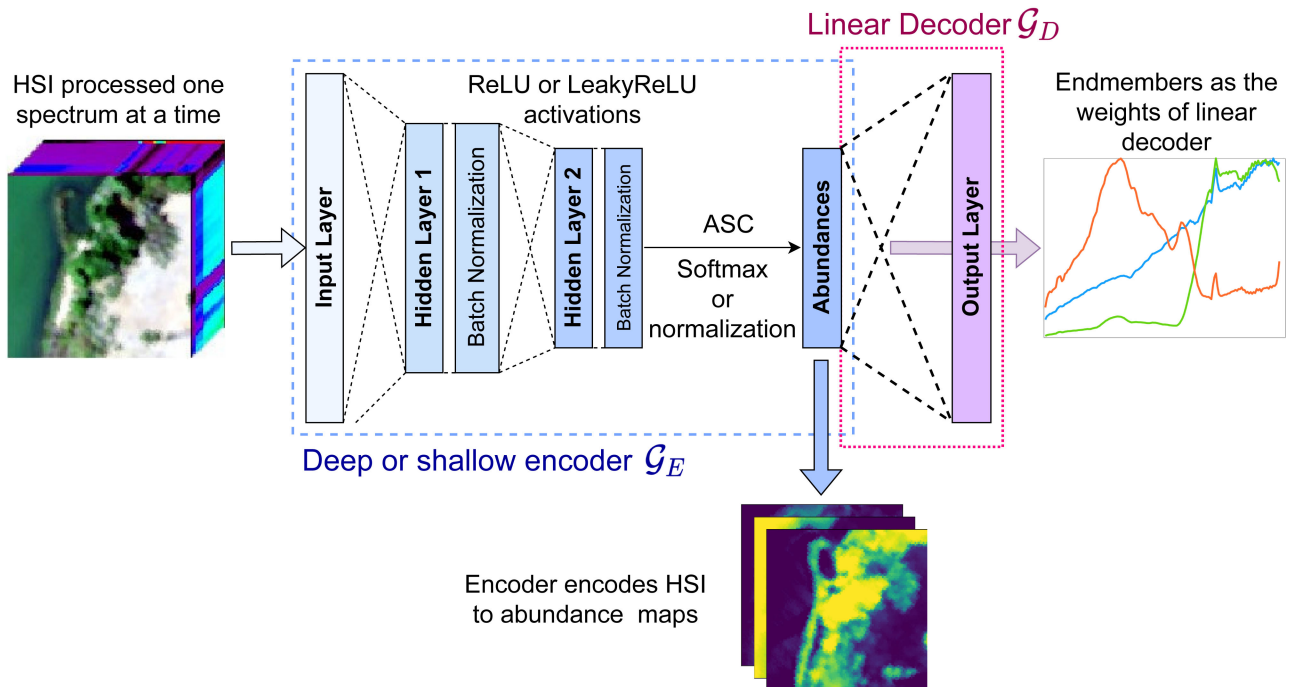 Linear Decoder 𝒢_D
HSI processed one
spectrum at a time
ReLU or LeakyReLU
activations
Endmembers as the
weights of linear
decoder
Input Layer
Hidden Layer 1
Batch Normalization
Hidden Layer 2
Batch Normalization
ASC
Softmax
or
normalization
Abundances
Output Layer
Deep or shallow encoder 𝒢_E
Encoder encodes HSI
to abundance maps